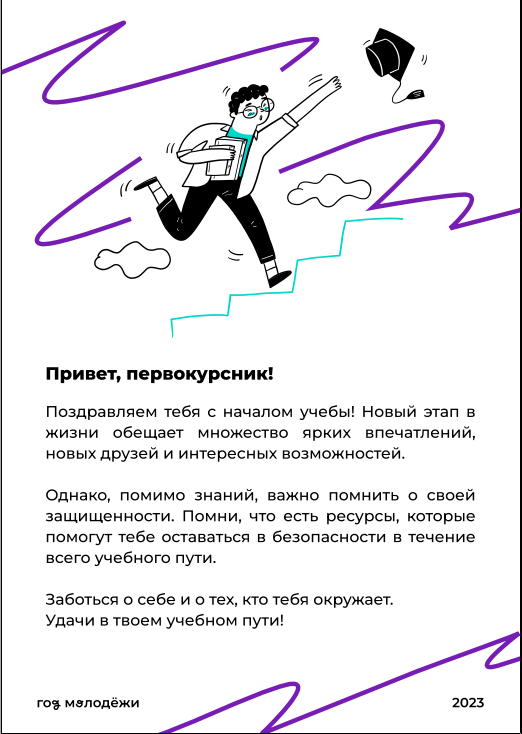 Привет, первокурсник!
Поздравляем тебя с началом учебы! Новый этап в
жизни обещает множество ярких впечатлений,
новых друзей и интересных возможностей.
Однако, помимо знаний, важно помнить о своей
защищенности. Помни, что есть ресурсы, которые
помогут тебе оставаться в безопасности в течение
всего учебного пути.
Заботься о себе и о тех, кто тебя окружает.
Удачи в твоем учебном пути!
год молодёжи
2023